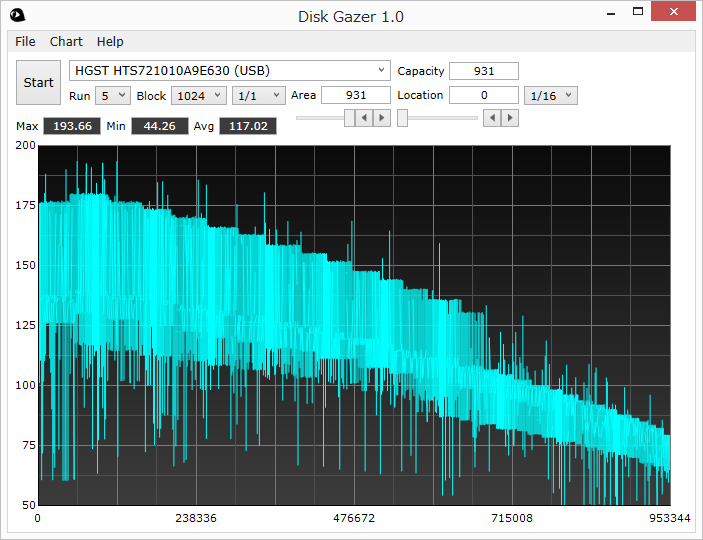 Disk Gazer 1.0
File Chart Help
Start
HGST HTS721010A9E630 (USB)
Capacity 931
Run 5 Block 1024 1/1 Area 931 Location 0 1/16
Max 193.66 Min 44.26 Avg 117.02
200
175
150
125
100
75
50
0 238336 476672 715008 953344